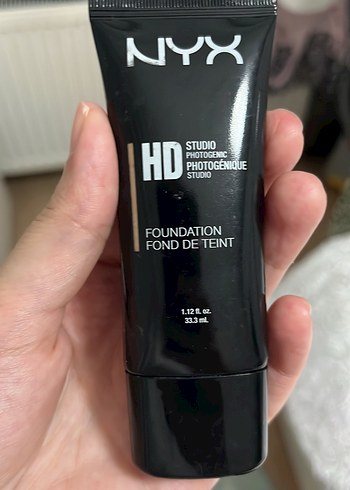 NYX
HD STUDIO
PHOTOGENIC
PHOTOGÉNIQUE
STUDIO
FOUNDATION
FOND DE TEINT
1.12 fl. oz.
33.3 ml.